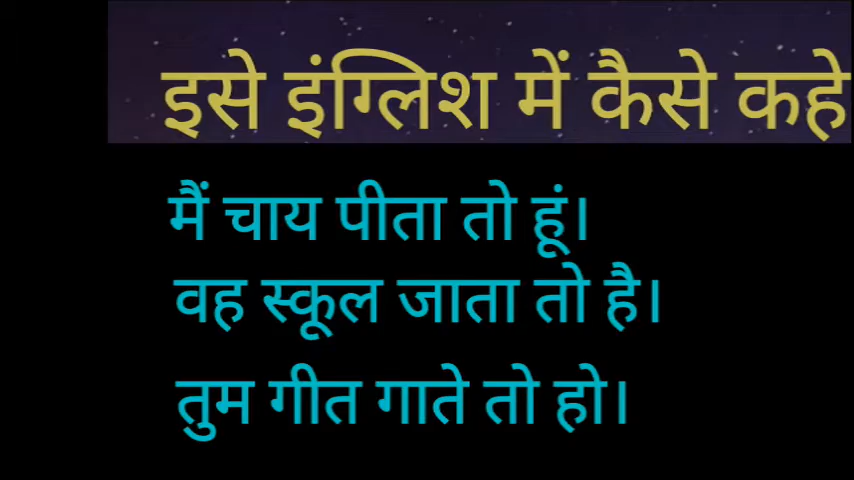 इसे इंग्लिश में कैसे कहे
मैं चाय पीता तो हूं।
वह स्कूल जाता तो है।
तुम गीत गाते तो हो।